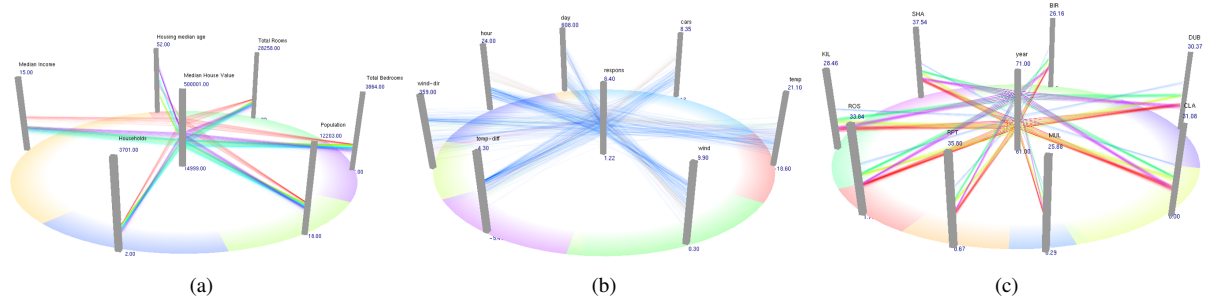 Housing median age
52.00
Total Rooms
28258.00
Median Income
15.00
Median House Value
500001.00
Total Bedrooms
3864.00
Population
12203.00
Households
3701.00
14999.00
.00
18.00
2.00
(a)
day
608.00
cars
8.35
hour
24.00
respons
6.40
temp
21.10
wind-dir
359.00
temp-diff
4.30
wind
9.90
1.22
-18.60
0.30
(b)
SHA
37.54
BIR
26.16
DUB
30.37
KIL
28.46
year
71.00
CLA
31.08
ROS
33.84
RPT
35.80
MUL
25.88
61.00
0.00
0.67
0.29
(c)